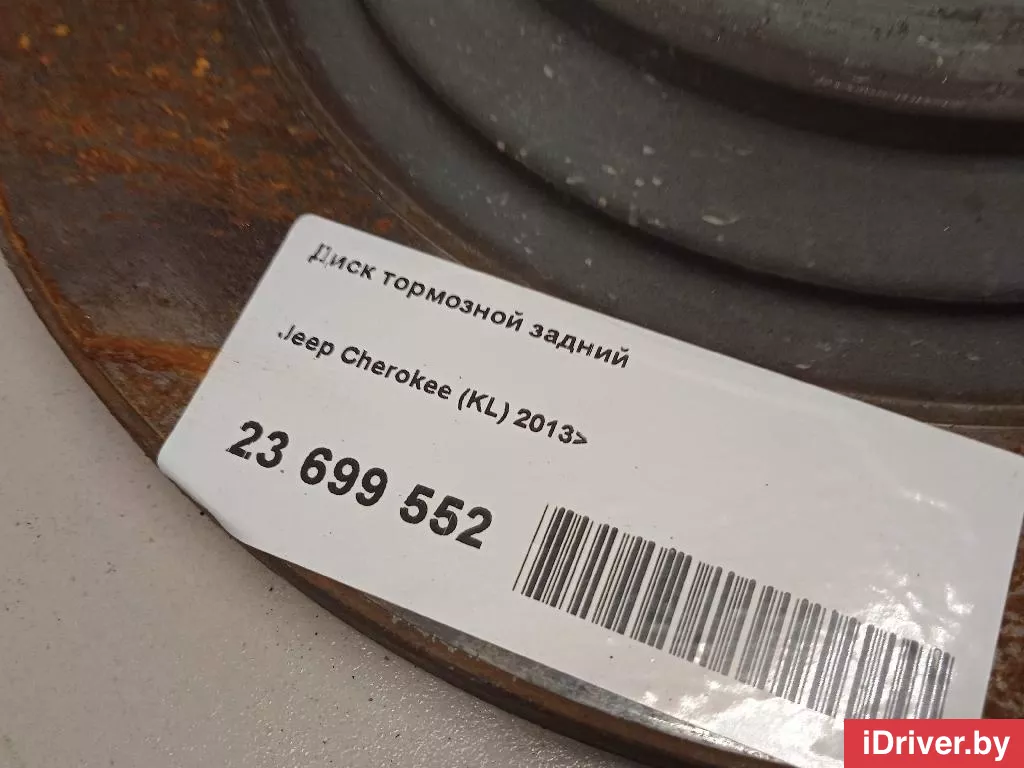 Диск тормозной задний
Jeep Cherokee (KL) 2013>
23 699 552
iDriver.by